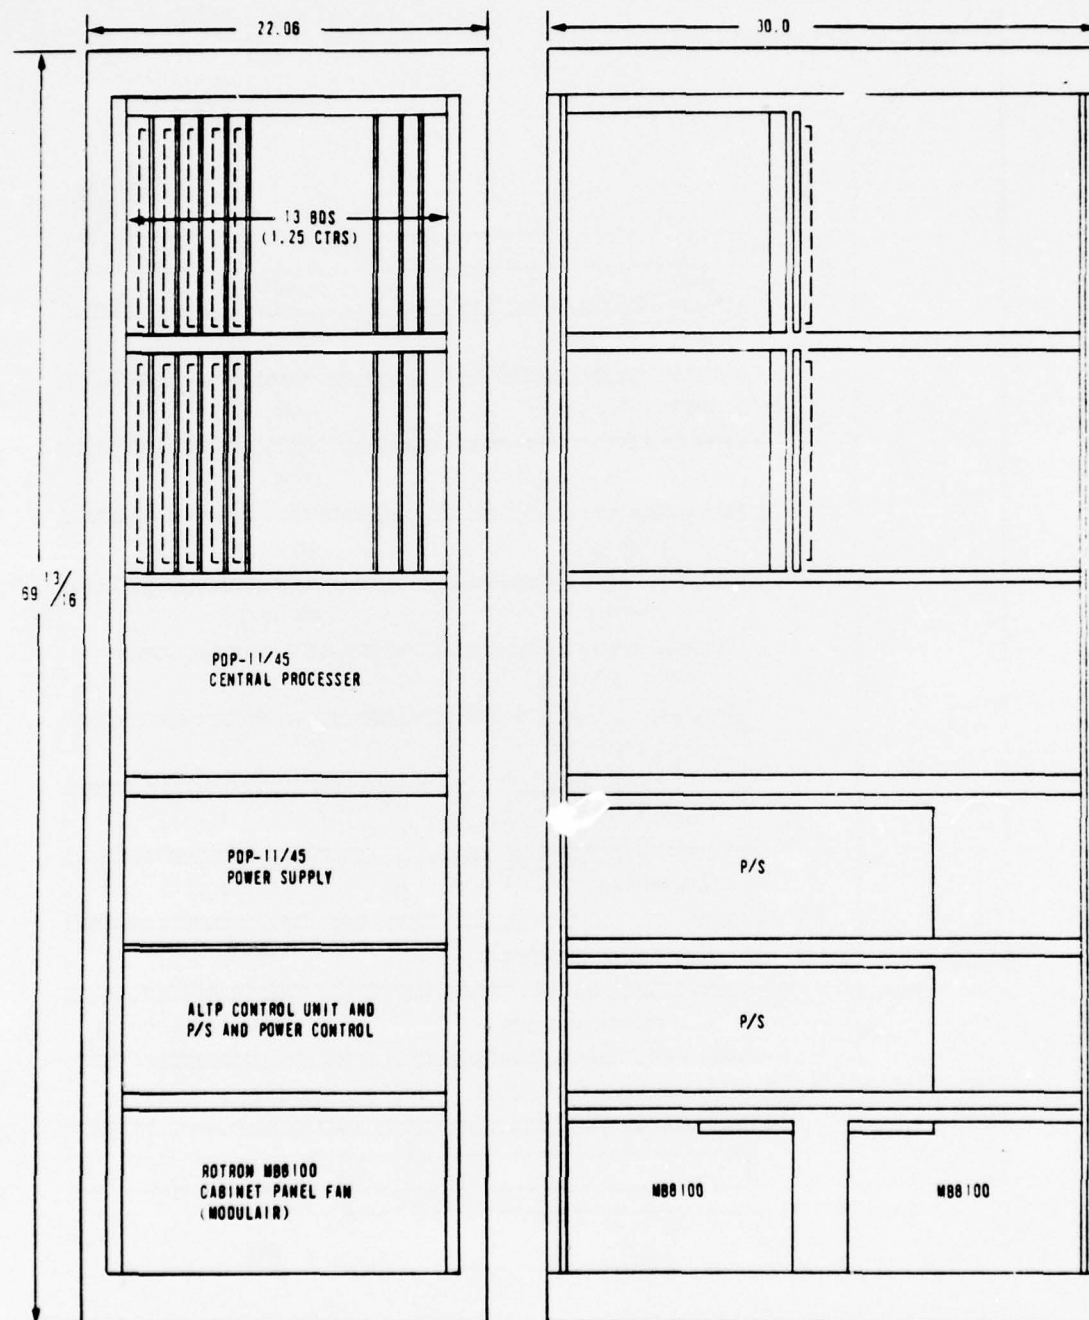 22.06
30.0
13 BDS
(1.25 CTRS)
69 13/16
PDP-11/45
CENTRAL PROCESSER
PDP-11/45
POWER SUPPLY
P/S
ALTP CONTROL UNIT AND
P/S AND POWER CONTROL
P/S
ROTRON MB8100
CABINET PANEL FAN
(MODULAIR)
MB8100
MB8100